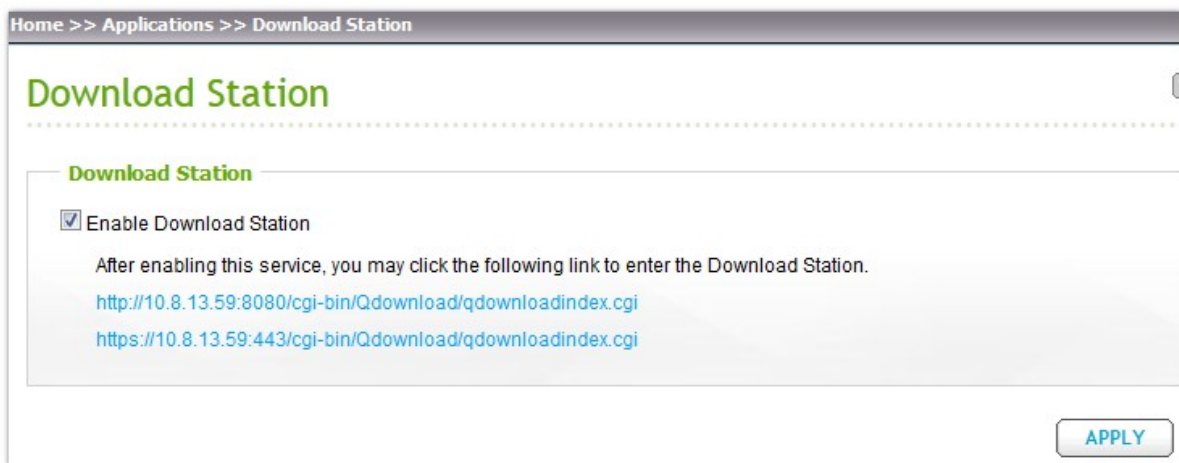 Home >> Applications >> Download Station
Download Station
Download Station
Enable Download Station
After enabling this service, you may click the following link to enter the Download Station.
http://10.8.13.59:8080/cgi-bin/Qdownload/qdownloadindex.cgi
https://10.8.13.59:443/cgi-bin/Qdownload/qdownloadindex.cgi
APPLY